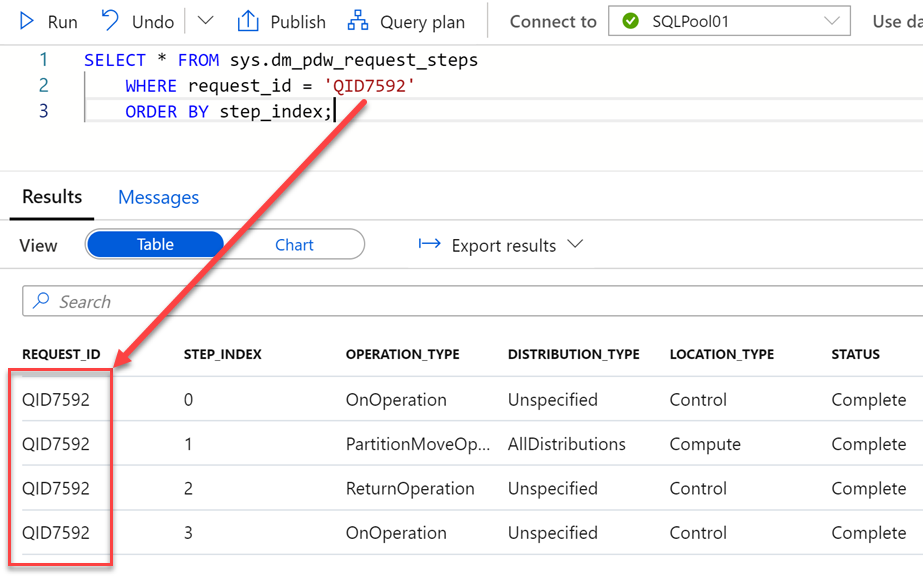 Run Undo Publish Query plan Connect to SQLPool01 Use da
1 SELECT * FROM sys.dm_pdw_request_steps
2 WHERE request_id = 'QID7592'
3 ORDER BY step_index;
Results Messages
View Table Chart Export results
Search
REQUEST_ID STEP_INDEX OPERATION_TYPE DISTRIBUTION_TYPE LOCATION_TYPE STATUS
QID7592 0 OnOperation Unspecified Control Complete
QID7592 1 PartitionMoveOp... AllDistributions Compute Complete
QID7592 2 ReturnOperation Unspecified Control Complete
QID7592 3 OnOperation Unspecified Control Complete